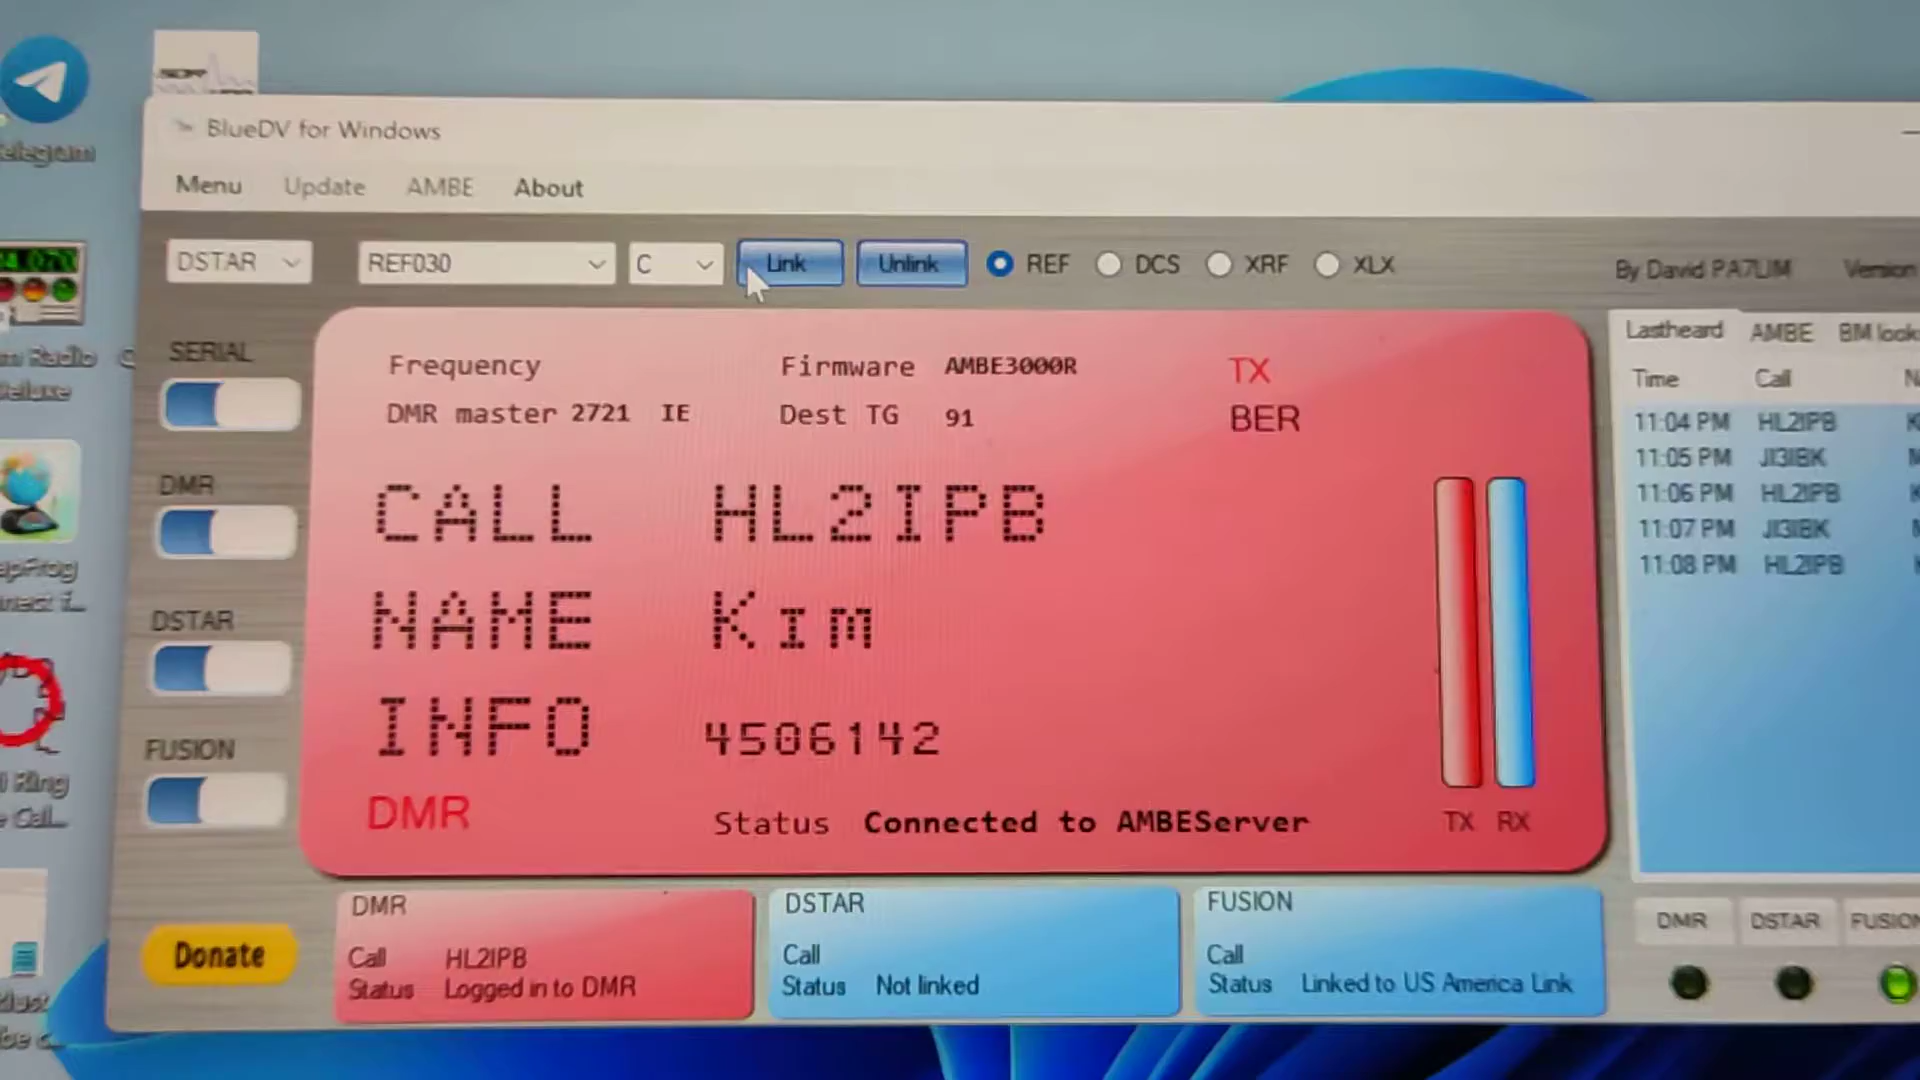 BlueDV for Windows
Menu Update AMBE About
DSTAR REF030 C Link Unlink REF DCS XRF XLX By David PA7LIM Version
SERIAL
DMR
DSTAR
FUSION
Donate
Frequency Firmware AMBE3000R TX
DMR master 2721 IE Dest TG 91 BER
CALL HL2IPB
NAME Kim
INFO 4506142
DMR Status Connected to AMBEServer TX RX
Lastheard AMBE BM
Time Call
11:04 PM HL2IPB
11:05 PM JI3IBK
11:06 PM HL2IPB
11:07 PM JI3IBK
11:08 PM HL2IPB
DMR
Call HL2IPB
Status Logged in to DMR
DSTAR
Call
Status Not linked
FUSION
Call
Status Linked to US America Link
DMR DSTAR FUSION